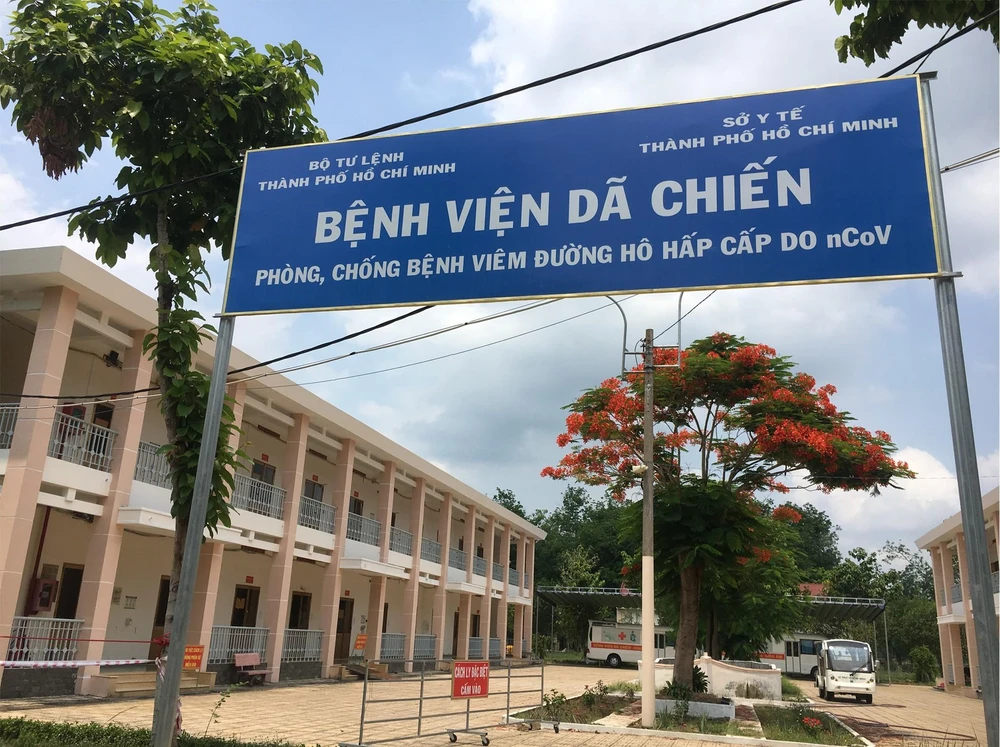 BỘ TƯ LỆNH
THÀNH PHỐ HỒ CHÍ MINH
SỞ Y TẾ
THÀNH PHỐ HỒ CHÍ MINH
BỆNH VIỆN DÃ CHIẾN
PHÒNG, CHỐNG BỆNH VIÊM ĐƯỜNG HÔ HẤP CẤP DO nCoV
CÁCH LY ĐẶC BIỆT
CẤM VÀO